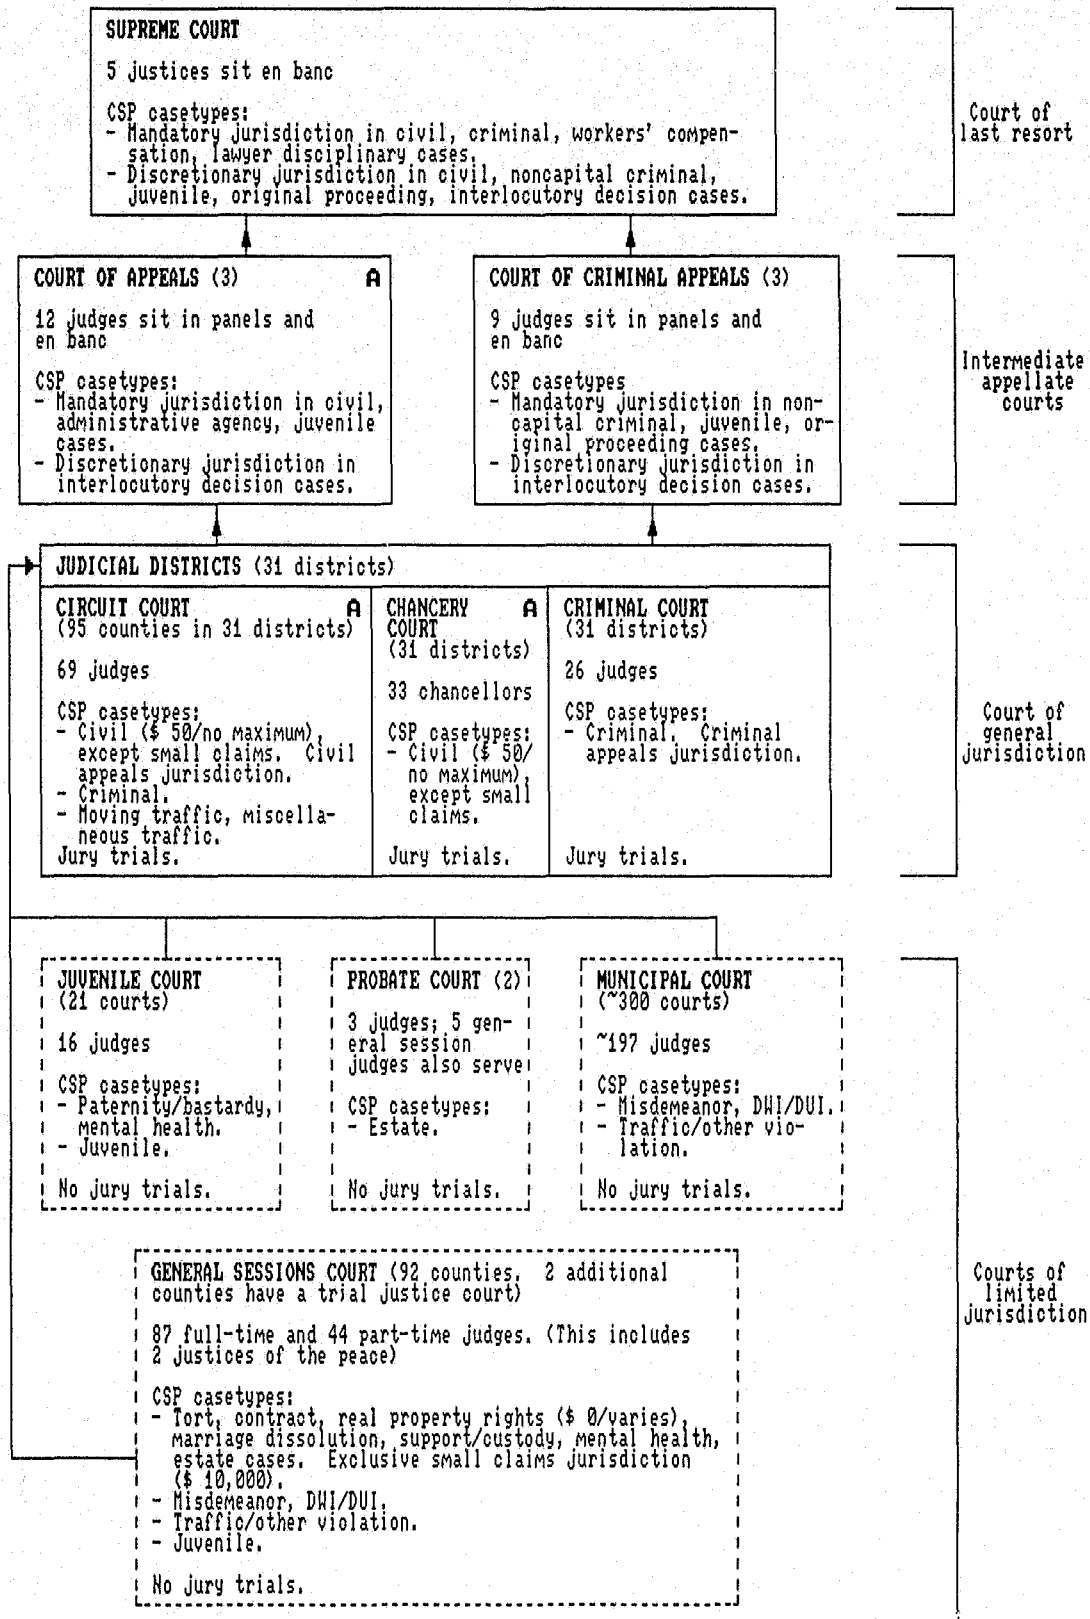 SUPREME COURT
5 justices sit en banc
CSP casetypes:
- Mandatory jurisdiction in civil, criminal, workers' compen-
sation, lawyer disciplinary cases.
- Discretionary jurisdiction in civil, noncapital criminal,
juvenile, original proceeding, interlocutory decision cases.
Court of
last resort
COURT OF APPEALS (3) A
12 judges sit in panels and
en banc
CSP casetypes:
- Mandatory jurisdiction in civil,
administrative agency, juvenile
cases.
- Discretionary jurisdiction in
interlocutory decision cases.
COURT OF CRIMINAL APPEALS (3)
9 judges sit in panels and
en banc
CSP casetypes
- Mandatory jurisdiction in non-
capital criminal, juvenile, or-
iginal proceeding cases.
- Discretionary jurisdiction in
interlocutory decision cases.
Intermediate
appellate
courts
JUDICIAL DISTRICTS (31 districts)
CIRCUIT COURT A
(95 counties in 31 districts)
69 judges
CSP casetypes:
- Civil ($ 50/no maximum),
except small claims. Civil
appeals jurisdiction.
- Criminal.
- Moving traffic, miscella-
neous traffic.
Jury trials.
CHANCERY A
COURT
(31 districts)
33 chancellors
CSP casetypes:
- Civil ($ 50/
no maximum),
except small
claims.
Jury trials.
CRIMINAL COURT
(31 districts)
26 judges
CSP casetypes:
- Criminal. Criminal
appeals jurisdiction.
Jury trials.
Court of
general
jurisdiction
JUVENILE COURT
(21 courts)
16 judges
CSP casetypes:
- Paternity/bastardy,
mental health.
- Juvenile.
No jury trials.
PROBATE COURT (2)
3 judges; 5 gen-
eral session
judges also serve
CSP casetypes:
- Estate.
No jury trials.
MUNICIPAL COURT
(~300 courts)
~197 judges
CSP casetypes:
- Misdemeanor, DWI/DUI.
- Traffic/other vio-
lation.
No jury trials.
GENERAL SESSIONS COURT (92 counties. 2 additional
counties have a trial justice court)
87 full-time and 44 part-time judges. (This includes
2 justices of the peace)
CSP casetypes:
- Tort, contract, real property rights ($ 0/varies),
marriage dissolution, support/custody, mental health,
estate cases. Exclusive small claims jurisdiction
($ 10,000).
- Misdemeanor, DWI/DUI.
- Traffic/other violation.
- Juvenile.
No jury trials.
Courts of
limited
jurisdiction